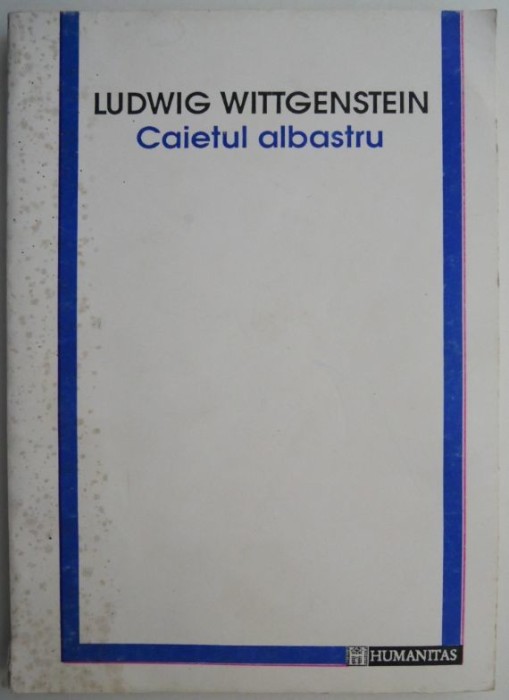 LUDWIG WITTGENSTEIN
Caietul albastru
HUMANITAS